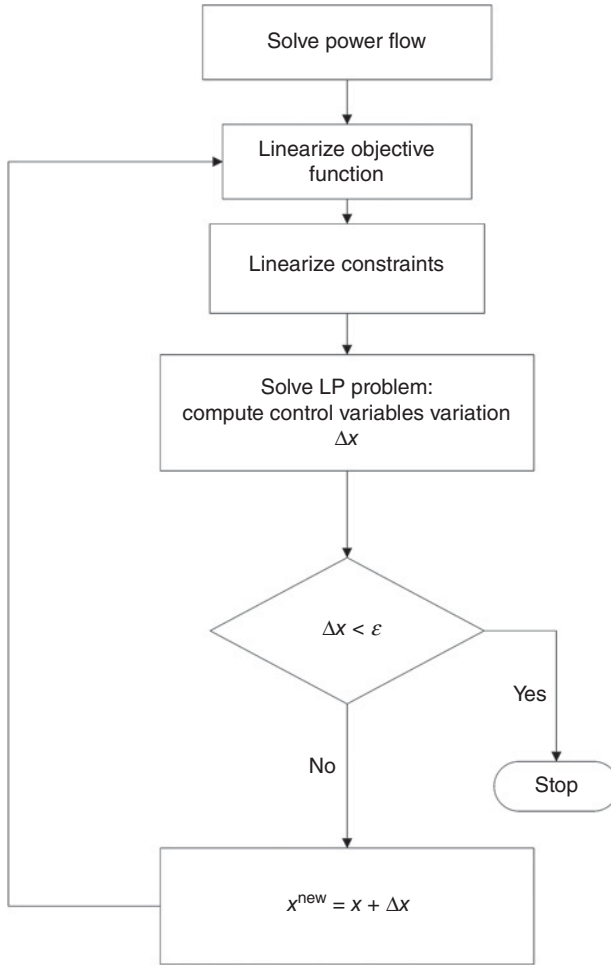 Solve power flow
Linearize objective
function
Linearize constraints
Solve LP problem:
compute control variables variation
Δx
Δx < ε
Yes
No
Stop
xⁿᵉʷ = x + Δx